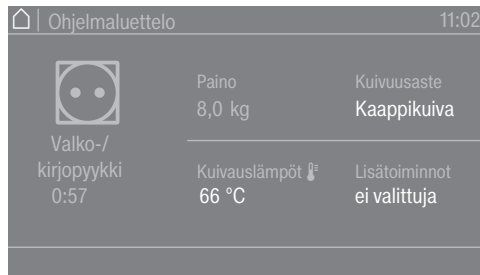 Ohjelmaluettelo 11:02
Valko-/
kirjopyykki
0:57
Paino
8,0 kg
Kuivuusaste
Kaappikuiva
Kuivauslämpöt
66 °C
Lisätoiminnot
ei valittuja